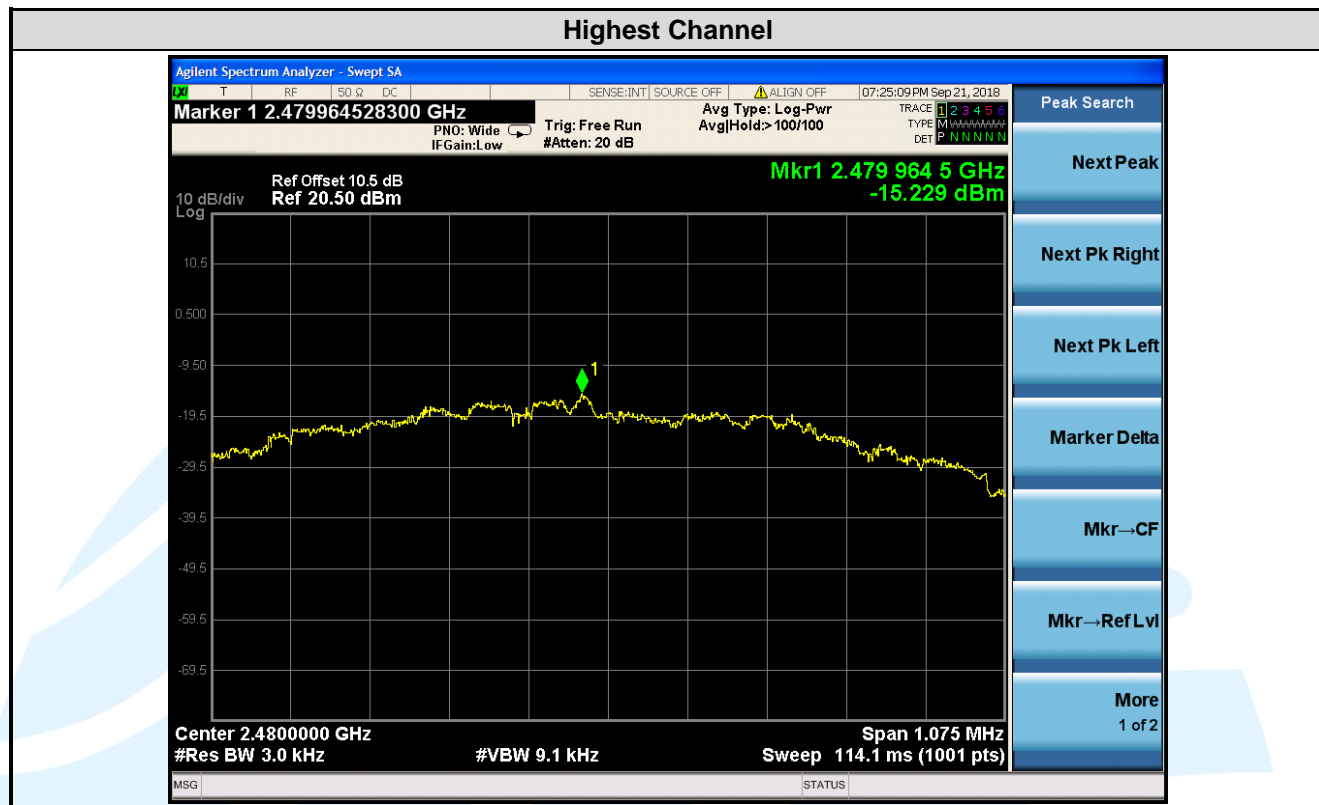 Highest Channel
Agilent Spectrum Analyzer - Swept SA
LXI T RF 50 Ω DC SENSE:INT SOURCE OFF ALIGN OFF 07:25:09 PM Sep 21, 2018
Marker 1 2.479964528300 GHz
PNO: Wide
IFGain:Low
Trig: Free Run
#Atten: 20 dB
Avg Type: Log-Pwr
Avg|Hold:>100/100
TRACE 1 2 3 4 5 6
TYPE M WWWWW
DET P N N N N N
Ref Offset 10.5 dB
Ref 20.50 dBm
10 dB/div
Log
Mkr1 2.479 964 5 GHz
-15.229 dBm
10.5
0.500
-9.50
-19.5
-29.5
-39.5
-49.5
-59.5
-69.5
1
Center 2.4800000 GHz
#Res BW 3.0 kHz
#VBW 9.1 kHz
Span 1.075 MHz
Sweep 114.1 ms (1001 pts)
MSG
STATUS
Peak Search
Next Peak
Next Pk Right
Next Pk Left
Marker Delta
Mkr→CF
Mkr→Ref Lvl
More
1 of 2